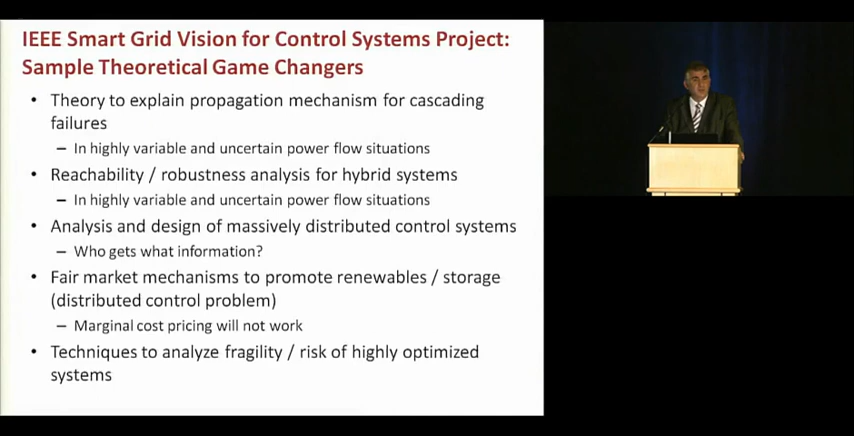 IEEE Smart Grid Vision for Control Systems Project:
Sample Theoretical Game Changers
• Theory to explain propagation mechanism for cascading
failures
– In highly variable and uncertain power flow situations
• Reachability / robustness analysis for hybrid systems
– In highly variable and uncertain power flow situations
• Analysis and design of massively distributed control systems
– Who gets what information?
• Fair market mechanisms to promote renewables / storage
(distributed control problem)
– Marginal cost pricing will not work
• Techniques to analyze fragility / risk of highly optimized
systems